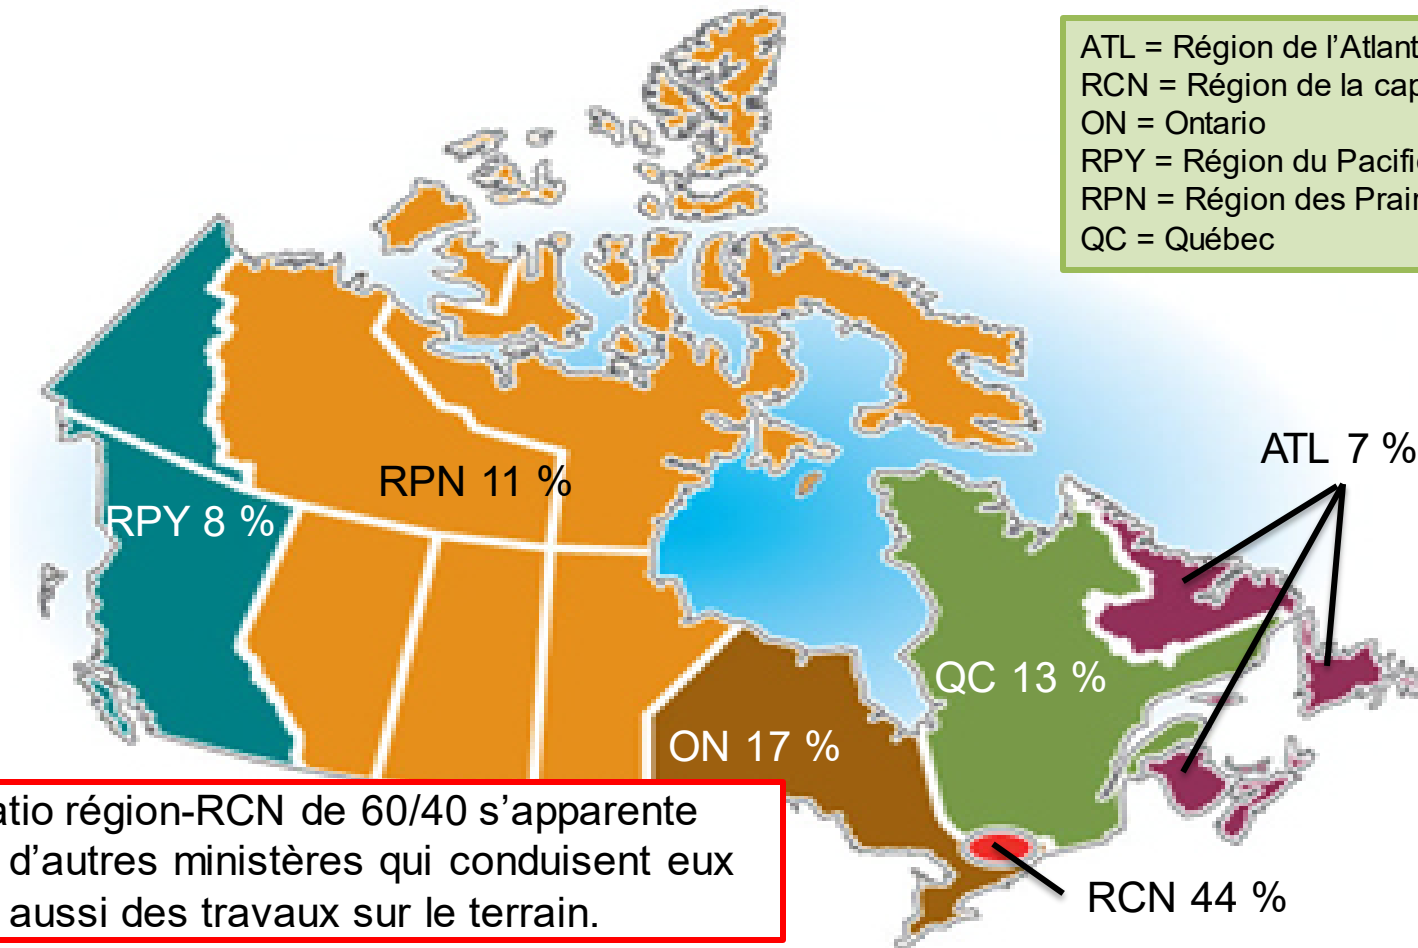 ATL = Région de l’Atlant
RCN = Région de la cap
ON = Ontario
RPY = Région du Pacifi
RPN = Région des Prair
QC = Québec
ATL 7 %
RPN 11 %
RPY 8 %
QC 13 %
ON 17 %
atio région-RCN de 60/40 s’apparente
d’autres ministères qui conduisent eux
aussi des travaux sur le terrain.
RCN 44 %